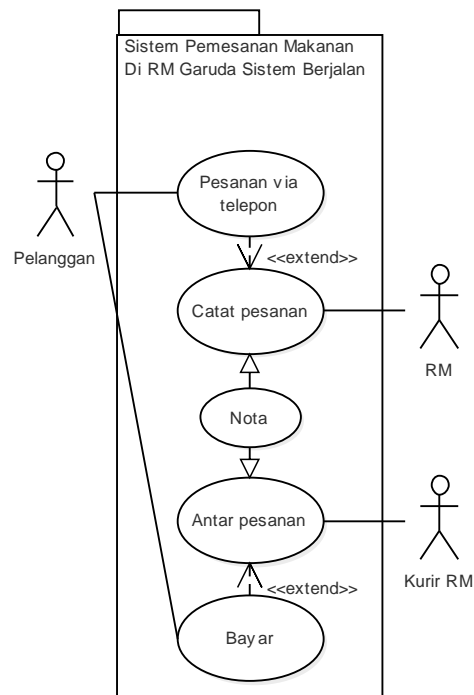 Sistem Pemesanan Makanan
Di RM Garuda Sistem Berjalan
Pesanan via
telepon
Pelanggan
<<extend>>
Catat pesanan
RM
Nota
Antar pesanan
Kurir RM
<<extend>>
Bayar